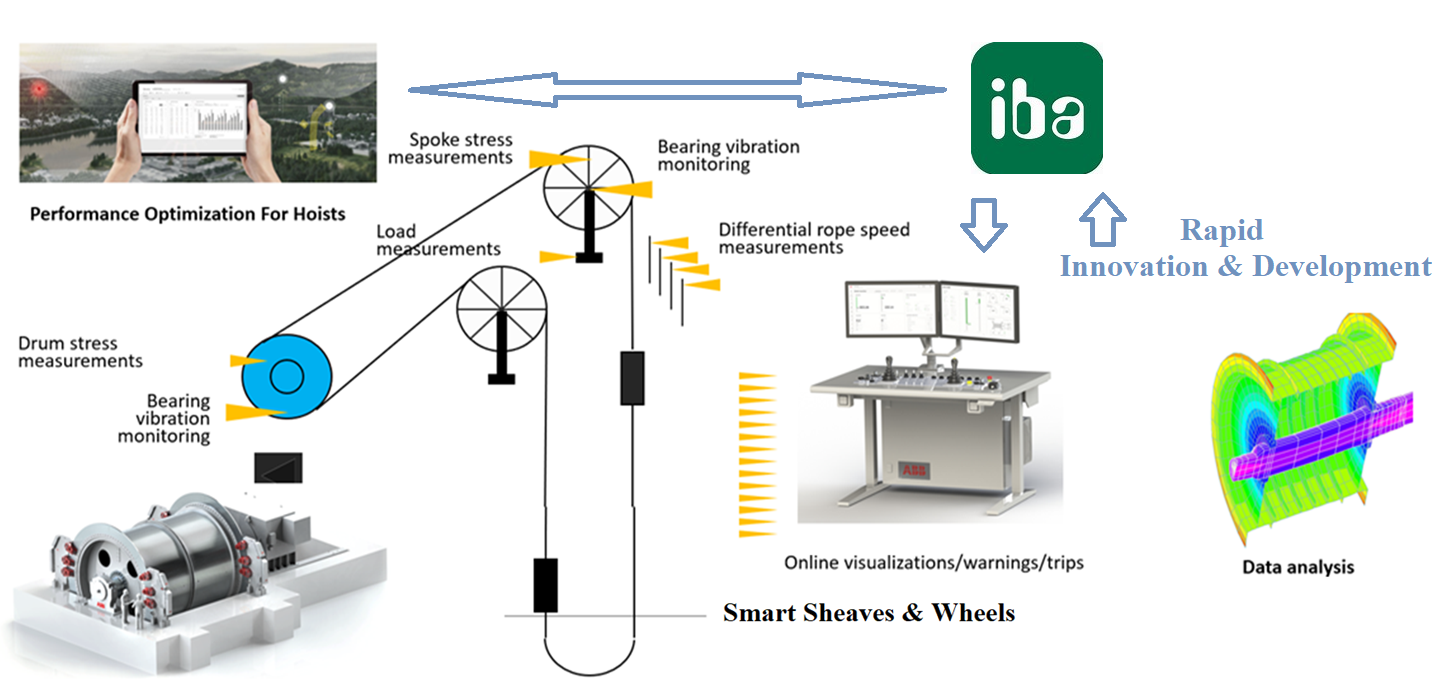 iba
Spoke stress
measurements
Bearing vibration
monitoring
Performance Optimization For Hoists
Load
measurements
Differential rope speed
measurements
Rapid
Innovation & Development
Drum stress
measurements
Bearing
vibration
monitoring
ABB
Online visualizations/warnings/trips
Data analysis
Smart Sheaves & Wheels